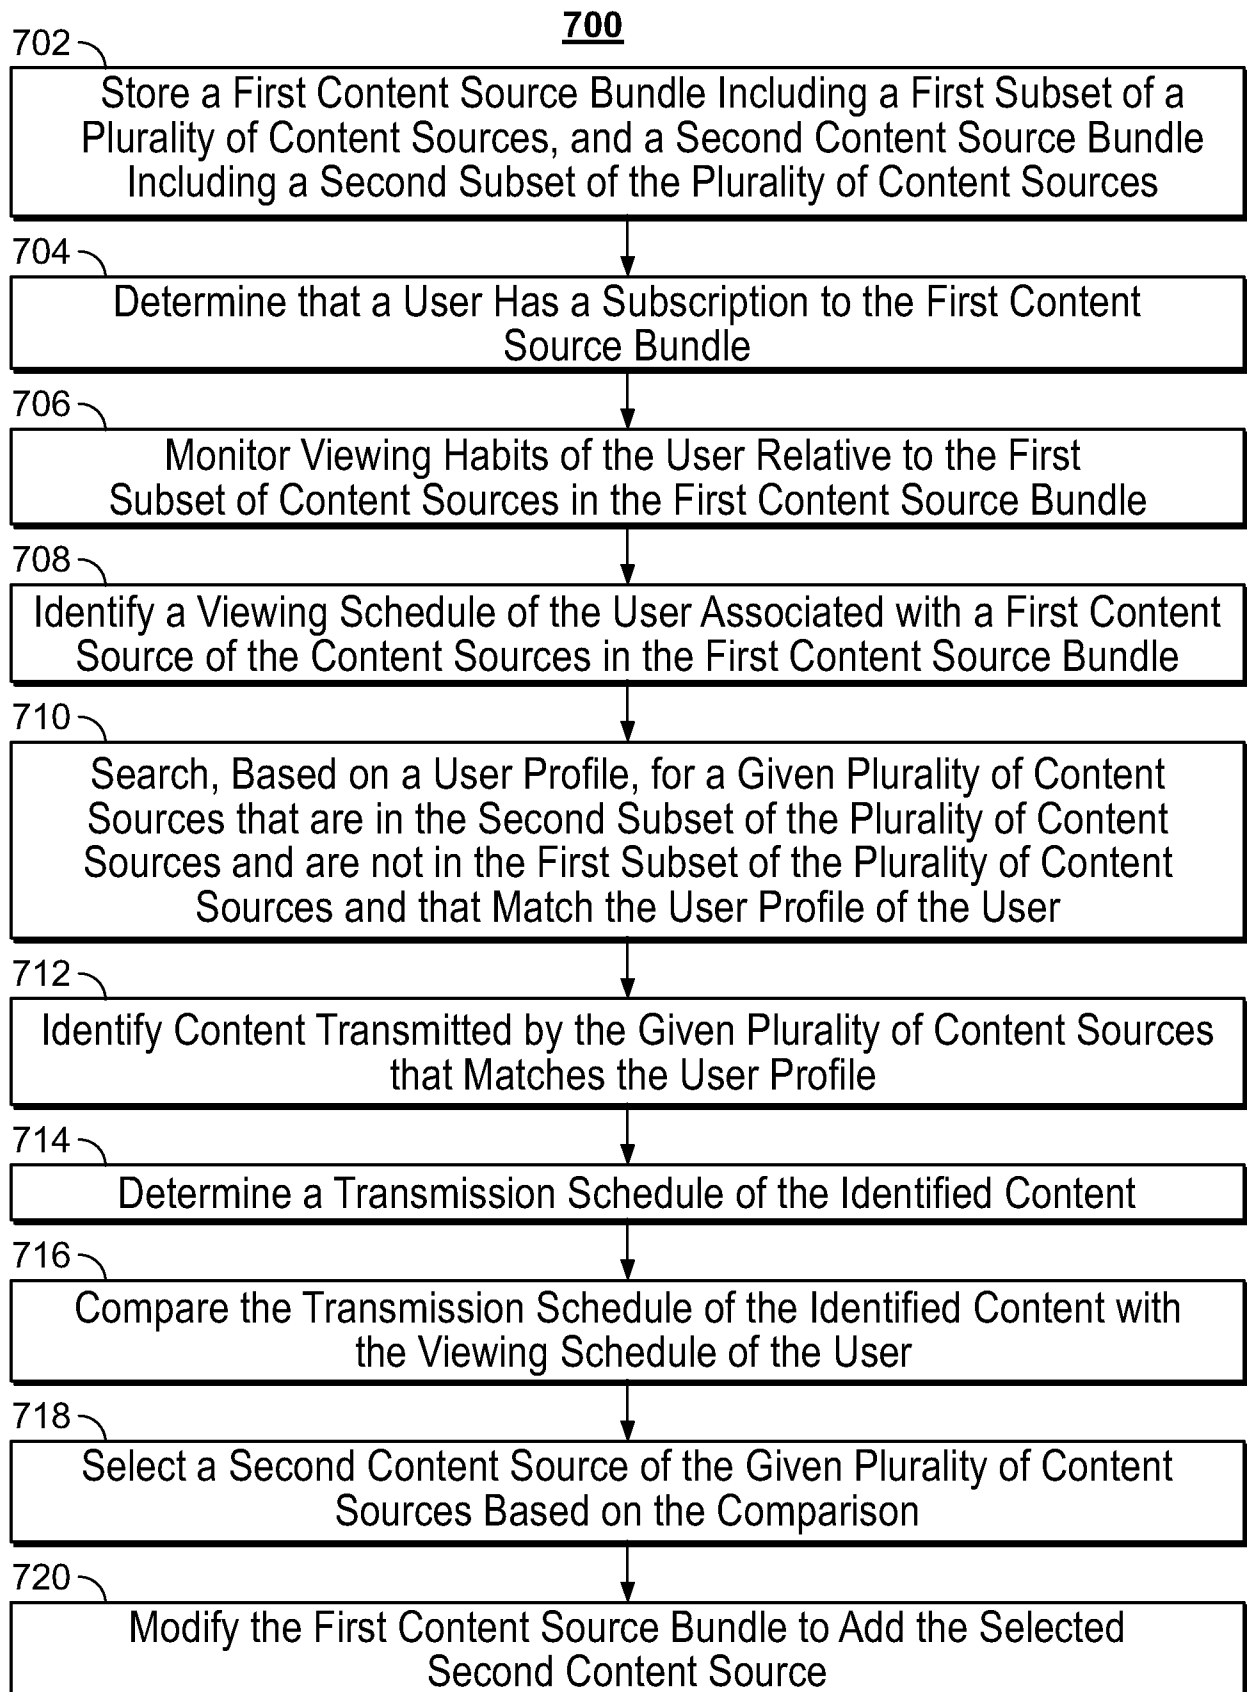 700
702
Store a First Content Source Bundle Including a First Subset of a
Plurality of Content Sources, and a Second Content Source Bundle
Including a Second Subset of the Plurality of Content Sources
704
Determine that a User Has a Subscription to the First Content
Source Bundle
706
Monitor Viewing Habits of the User Relative to the First
Subset of Content Sources in the First Content Source Bundle
708
Identify a Viewing Schedule of the User Associated with a First Content
Source of the Content Sources in the First Content Source Bundle
710
Search, Based on a User Profile, for a Given Plurality of Content
Sources that are in the Second Subset of the Plurality of Content
Sources and are not in the First Subset of the Plurality of Content
Sources and that Match the User Profile of the User
712
Identify Content Transmitted by the Given Plurality of Content Sources
that Matches the User Profile
714
Determine a Transmission Schedule of the Identified Content
716
Compare the Transmission Schedule of the Identified Content with
the Viewing Schedule of the User
718
Select a Second Content Source of the Given Plurality of Content
Sources Based on the Comparison
720
Modify the First Content Source Bundle to Add the Selected
Second Content Source